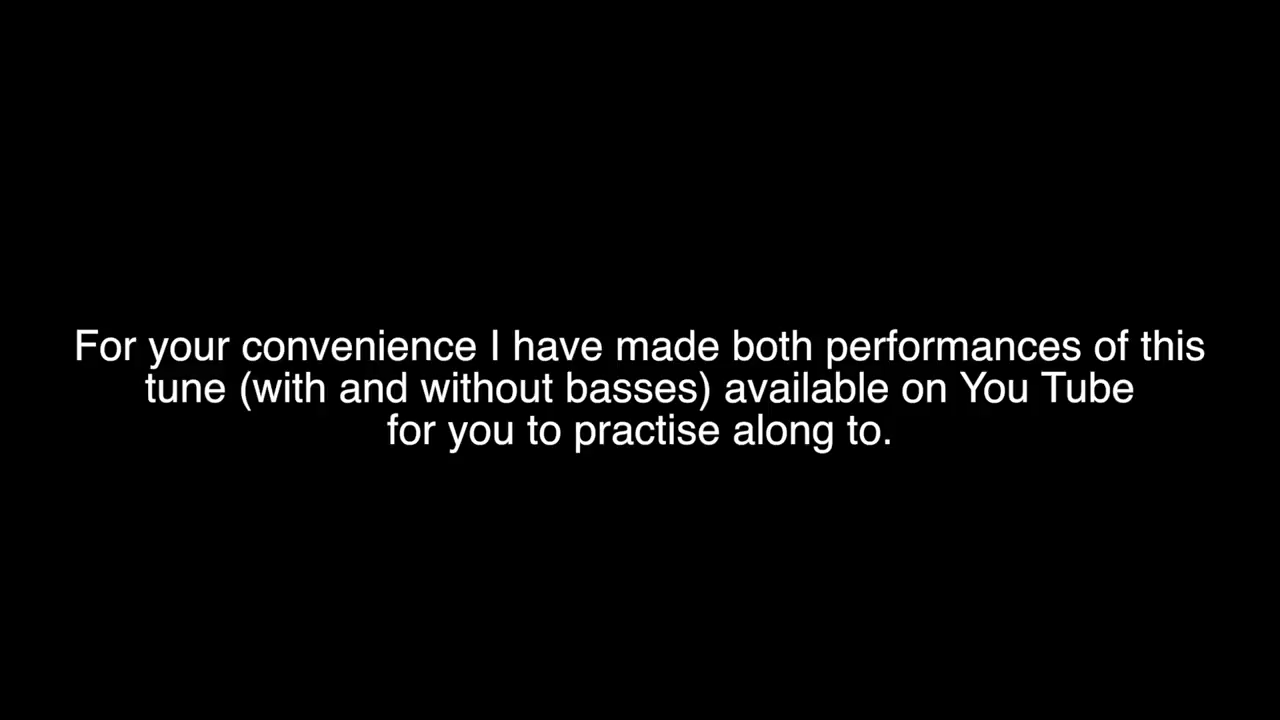 For your convenience I have made both performances of this
tune (with and without basses) available on You Tube
for you to practise along to.